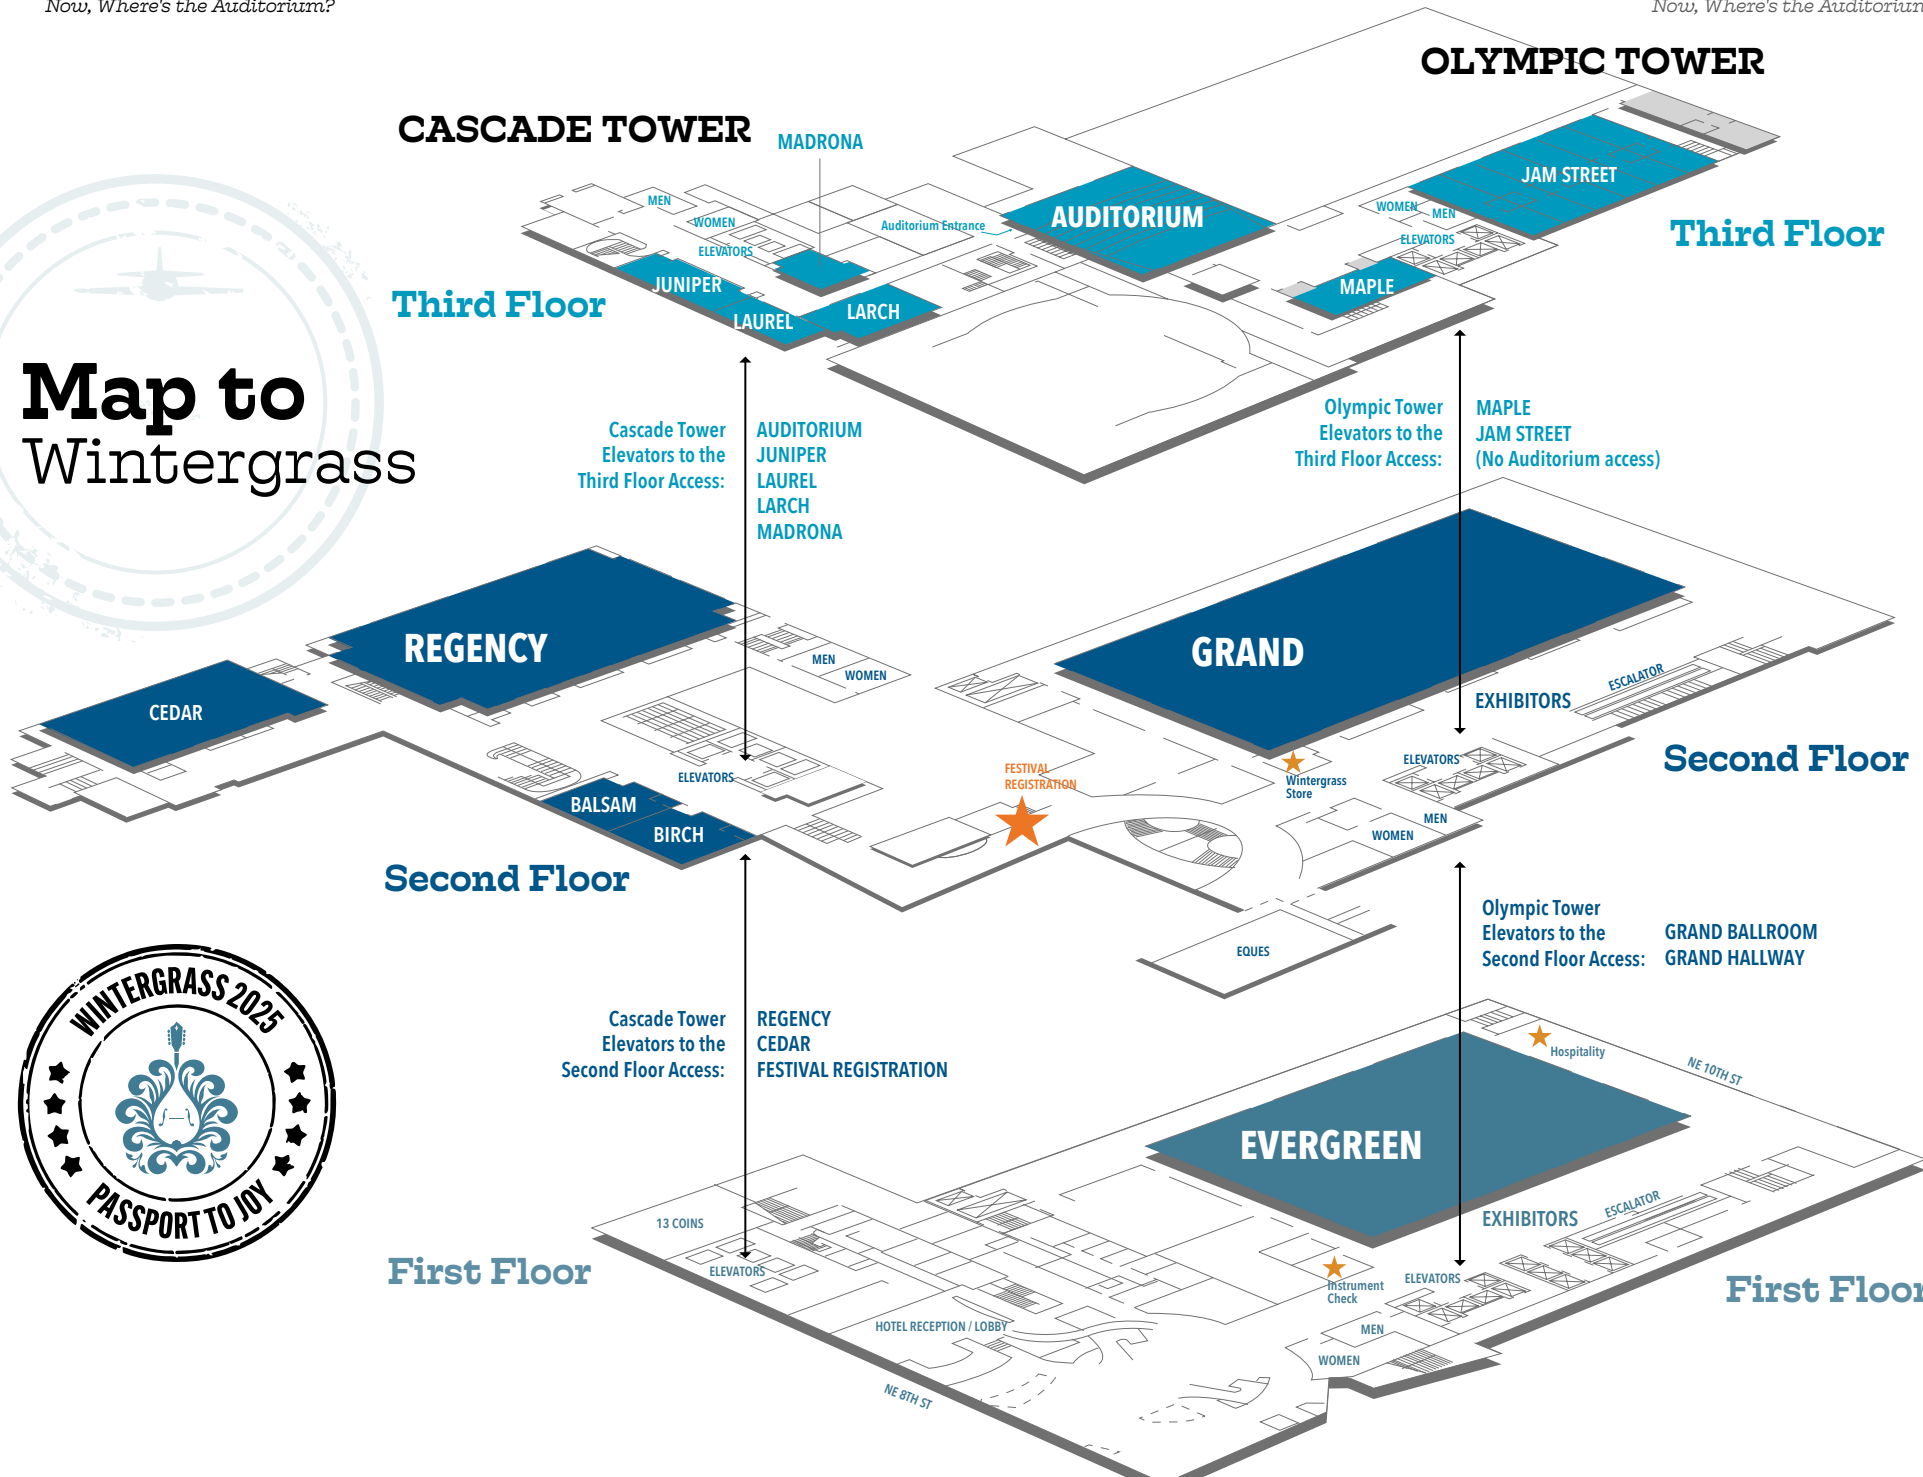 Now, Where's the Auditorium?
Now, Where's the Auditorium
OLYMPIC TOWER
CASCADE TOWER
MADRONA
MEN
WOMEN
ELEVATORS
Auditorium Entrance
AUDITORIUM
JUNIPER
LAUREL
LARCH
JAM STREET
WOMEN
MEN
ELEVATORS
MAPLE
Third Floor
Third Floor
Map to
Wintergrass
Cascade Tower
Elevators to the
Third Floor Access:
AUDITORIUM
JUNIPER
LAUREL
LARCH
MADRONA
Olympic Tower
Elevators to the
Third Floor Access:
MAPLE
JAM STREET
(No Auditorium access)
REGENCY
CEDAR
MEN
WOMEN
ELEVATORS
BALSAM
BIRCH
FESTIVAL
REGISTRATION
GRAND
EXHIBITORS
ESCALATOR
Wintergrass
Store
ELEVATORS
MEN
WOMEN
EQUES
Second Floor
Second Floor
Olympic Tower
Elevators to the
Second Floor Access:
GRAND BALLROOM
GRAND HALLWAY
Cascade Tower
Elevators to the
Second Floor Access:
REGENCY
CEDAR
FESTIVAL REGISTRATION
WINTERGRASS 2025
PASSPORT TO JOY
Hospitality
NE 10TH ST
EVERGREEN
EXHIBITORS
ESCALATOR
13 COINS
ELEVATORS
HOTEL RECEPTION / LOBBY
NE 8TH ST
Instrument
Check
ELEVATORS
MEN
WOMEN
First Floor
First Floor